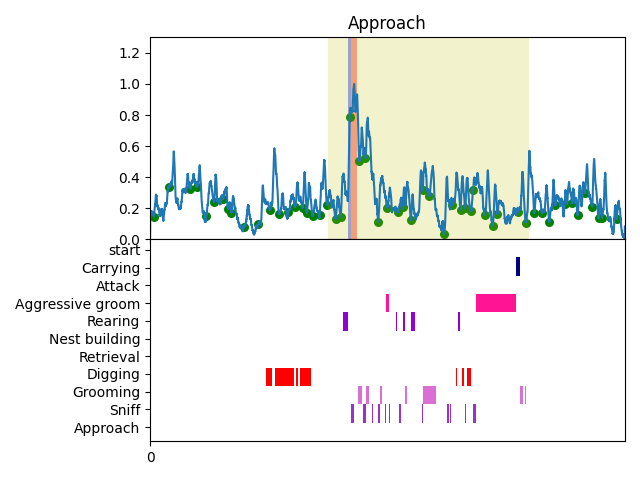 Approach
1.2
1.0
0.8
0.6
0.4
0.2
0.0
start
Carrying
Attack
Aggressive groom
Rearing
Nest building
Retrieval
Digging
Grooming
Sniff
Approach
0